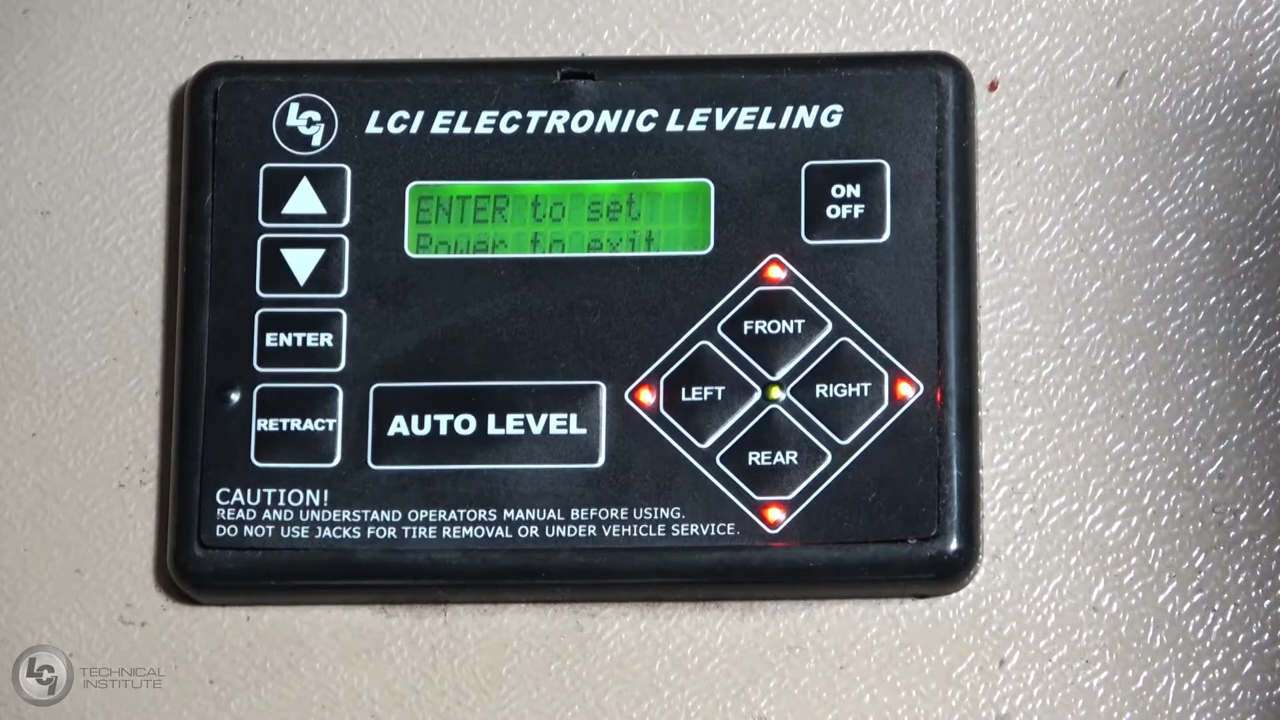 LCI
LCI ELECTRONIC LEVELING
ENTER to set
Power to exit
ON
OFF
ENTER
RETRACT
AUTO LEVEL
FRONT
LEFT
RIGHT
REAR
CAUTION!
READ AND UNDERSTAND OPERATORS MANUAL BEFORE USING.
DO NOT USE JACKS FOR TIRE REMOVAL OR UNDER VEHICLE SERVICE.
LCI
TECHNICAL
INSTITUTE